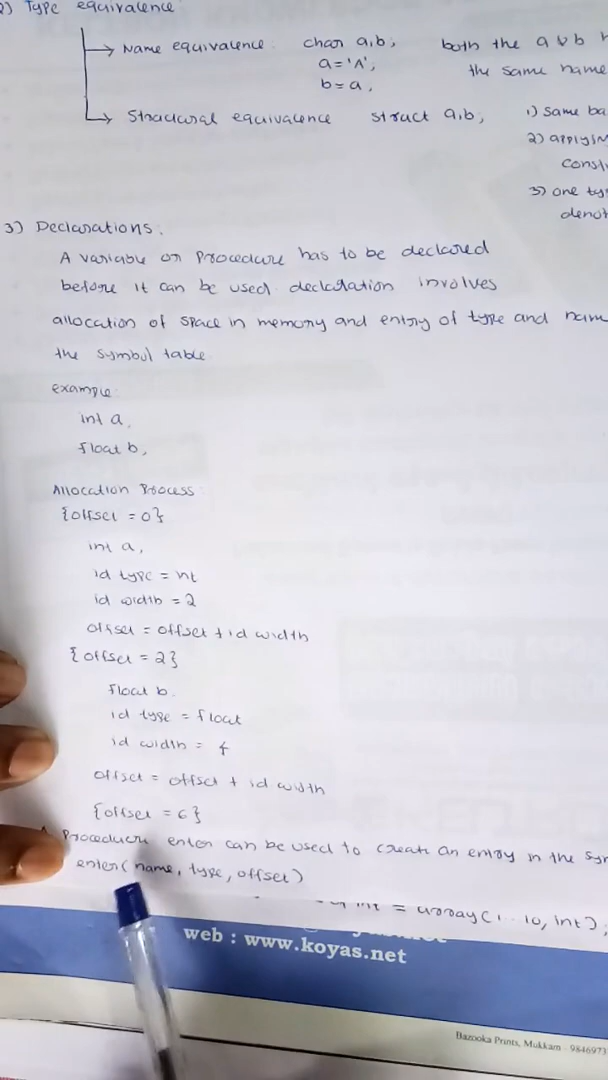 2) Type equivalence:
Name equivalence: char a,b; both the a & b
a='A'; the same name
b=a;
Structural equivalence struct a,b; 1) same ba
2) applyin
const
3) one ty
denot
3) Declarations:
A variable or Procedure has to be declared
before it can be used. declaration involves
allocation of space in memory and entry of type and nam
the symbol table.
example:
int a,
float b,
Allocation Process:
{offset = 0}
int a,
id type = nt
id width = 2
offset = offset + id width
{offset = 2}
float b.
id type = float
id width = 4
offset = offset + id width
{offset = 6}
A Procedure enter can be used to create an entry in the sym
enter(name, type, offset)
int = array(1..10, int);
web : www.koyas.net
Bazooka Prints, Mukkam - 9846973